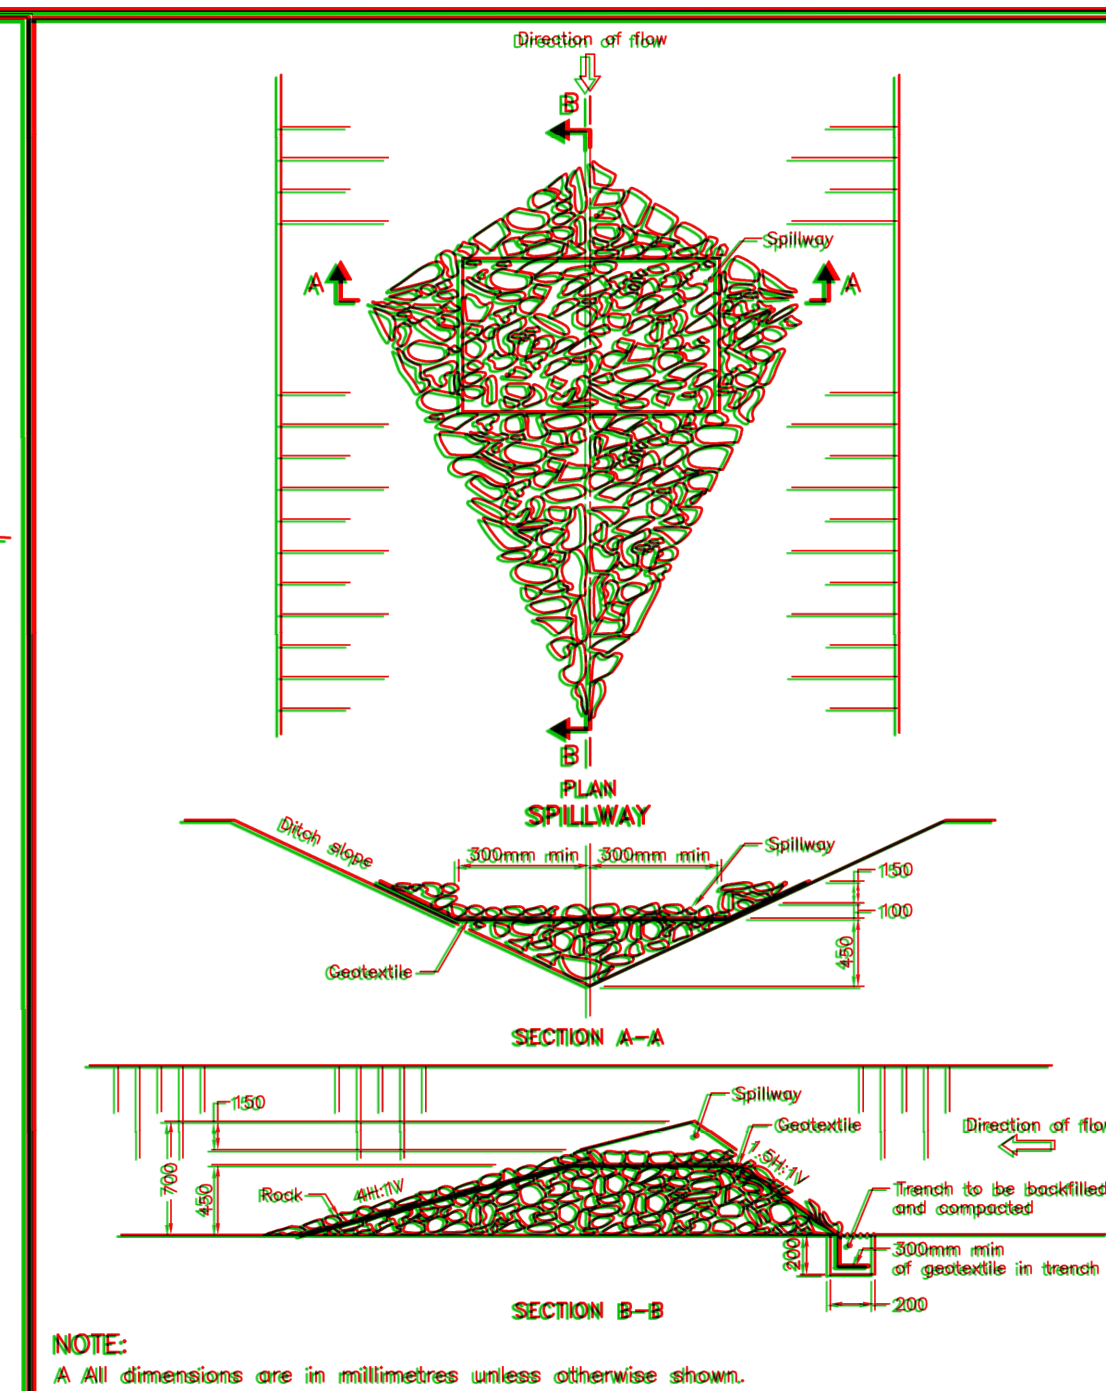 Direction of flow
B
Spillway
A A
B
PLAN
SPILLWAY
Ditch slope
300mm min 300mm min
Spillway
150
100
450
Geotextile
SECTION A-A
150
Spillway
Geotextile
Direction of flow
1.5H:1V
700
450
Rock
4H:1V
Trench to be backfilled
and compacted
200
300mm min
of geotextile in trench
200
SECTION B-B
NOTE:
A All dimensions are in millimetres unless otherwise shown.